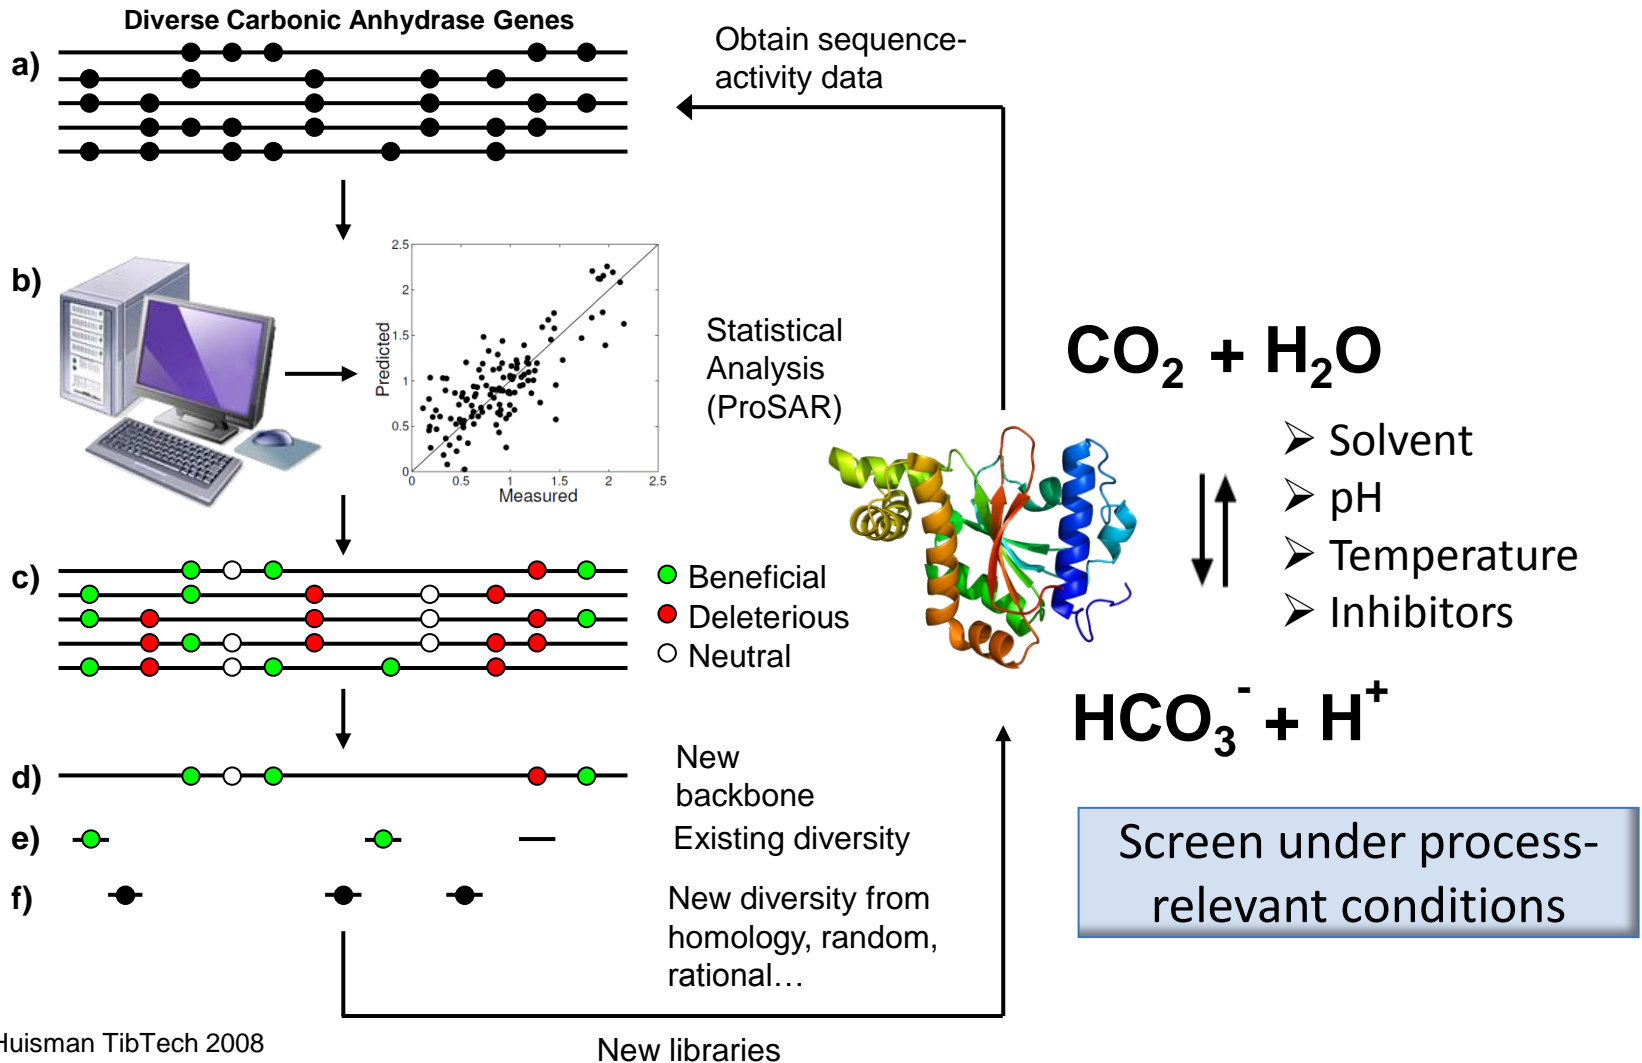 Diverse Carbonic Anhydrase Genes
a)
Obtain sequence-
activity data
b)
2.5
2
1.5
1
0.5
0
Predicted
0
0.5
1
1.5
2
2.5
Measured
Statistical
Analysis
(ProSAR)
CO₂ + H₂O
➢ Solvent
➢ pH
➢ Temperature
➢ Inhibitors
HCO₃⁻ + H⁺
c)
Beneficial
Deleterious
Neutral
d)
New
backbone
e)
Existing diversity
f)
New diversity from
homology, random,
rational…
Screen under process-
relevant conditions
Huisman TibTech 2008
New libraries